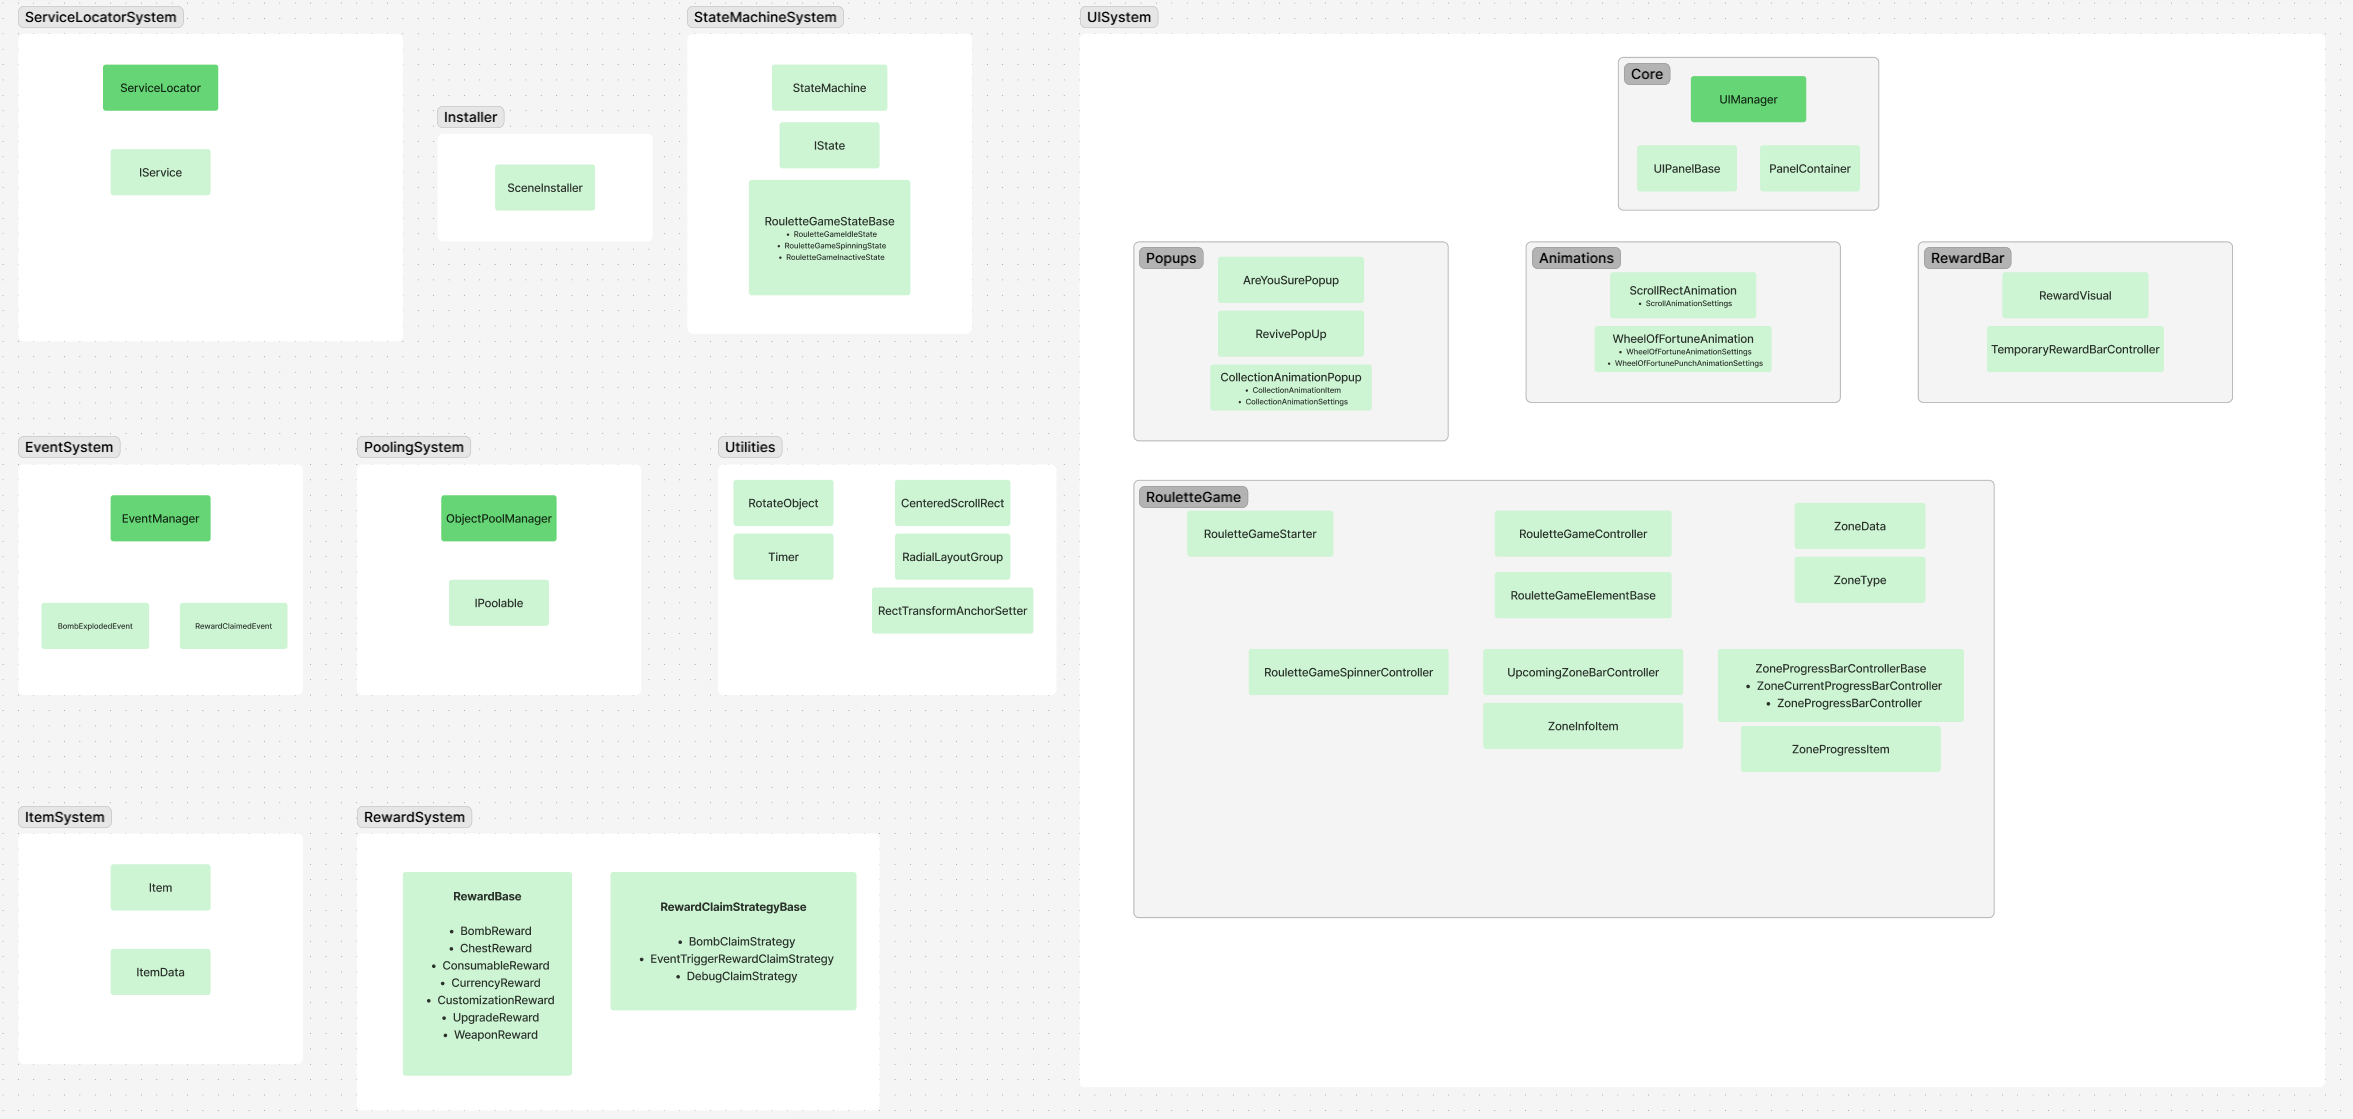 ServiceLocatorSystem
ServiceLocator
IService
Installer
SceneInstaller
StateMachineSystem
StateMachine
IState
RouletteGameStateBase
• RouletteGameIdleState
• RouletteGameSpinningState
• RouletteGameInactiveState
EventSystem
EventManager
BombExplodedEvent
RewardClaimedEvent
PoolingSystem
ObjectPoolManager
IPoolable
Utilities
RotateObject
CenteredScrollRect
Timer
RadialLayoutGroup
RectTransformAnchorSetter
ItemSystem
Item
ItemData
RewardSystem
RewardBase
• BombReward
• ChestReward
• ConsumableReward
• CurrencyReward
• CustomizationReward
• UpgradeReward
• WeaponReward
RewardClaimStrategyBase
• BombClaimStrategy
• EventTriggerRewardClaimStrategy
• DebugClaimStrategy
UISystem
Core
UIManager
UIPanelBase
PanelContainer
Popups
AreYouSurePopup
RevivePopUp
CollectionAnimationPopup
• CollectionAnimationItem
• CollectionAnimationSettings
Animations
ScrollRectAnimation
• ScrollAnimationSettings
WheelOfFortuneAnimation
• WheelOfFortuneAnimationSettings
• WheelOfFortunePunchAnimationSettings
RewardBar
RewardVisual
TemporaryRewardBarController
RouletteGame
RouletteGameStarter
RouletteGameController
RouletteGameElementBase
ZoneData
ZoneType
RouletteGameSpinnerController
UpcomingZoneBarController
ZoneInfoItem
ZoneProgressBarControllerBase
• ZoneCurrentProgressBarController
• ZoneProgressBarController
ZoneProgressItem